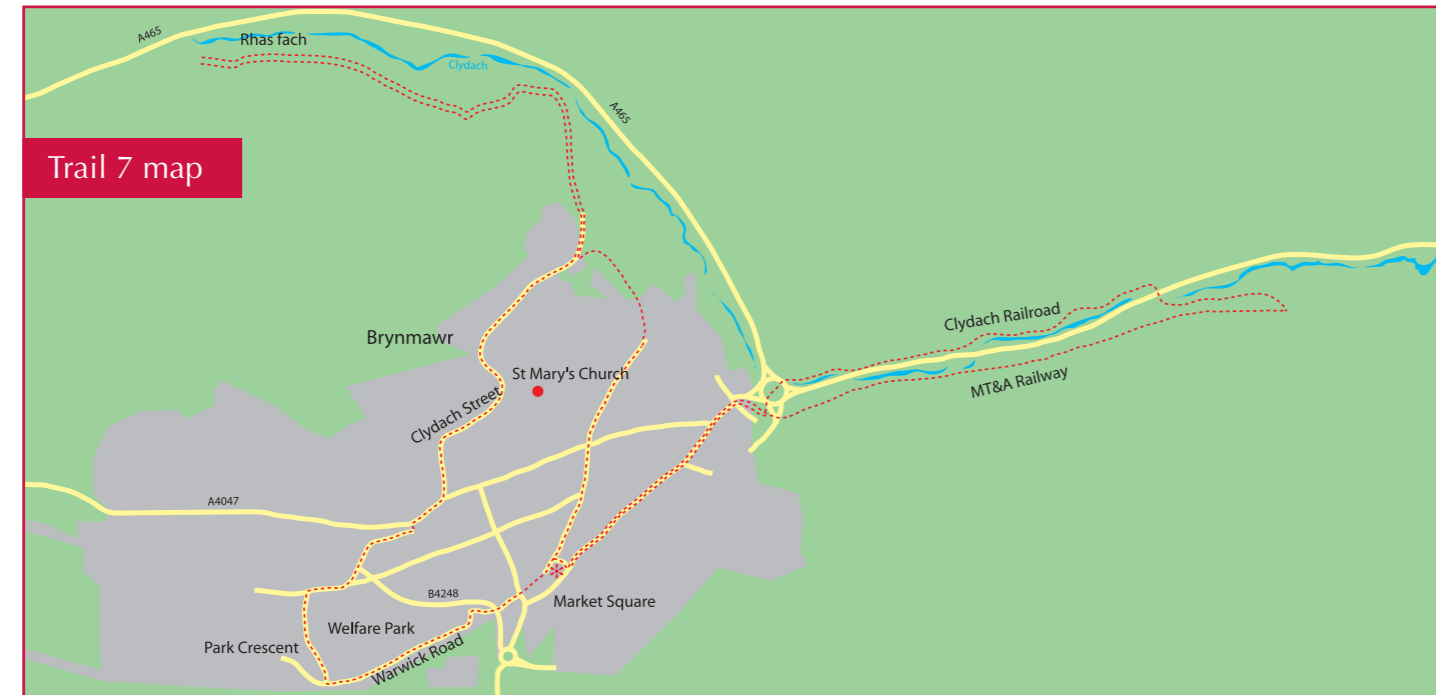 A465
Rhas fach
Clydach
A465
Trail 7 map
Clydach Railroad
Brynmawr
St Mary's Church
MT&A Railway
Clydach Street
A4047
B4248
Market Square
Welfare Park
Park Crescent
Warwick Road